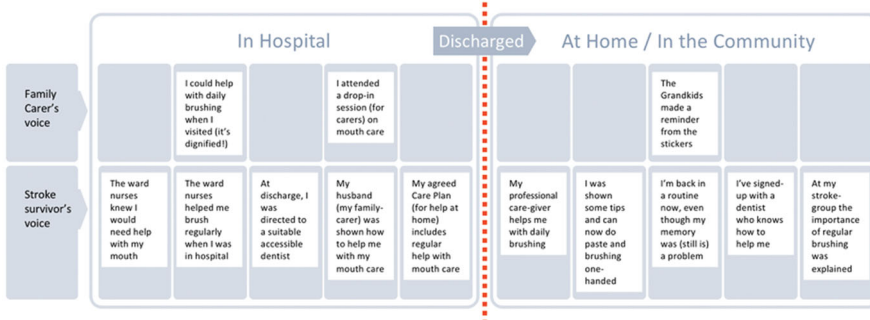 In Hospital
Discharged
At Home / In the Community
Family
Carer's
voice
I could help
with daily
brushing
when I
visited (it's
dignified!)
I attended
a drop-in
session (for
carers) on
mouth care
The
Grandkids
made a
reminder
from the
stickers
Stroke
survivor's
voice
The ward
nurses
knew I
would
need help
with my
mouth
The ward
nurses
helped me
brush
regularly
when I was
in hospital
At
discharge, I
was
directed to
a suitable
accessible
dentist
My
husband
(my family-
carer) was
shown how
to help me
with my
mouth care
My agreed
Care Plan
(for help at
home)
includes
regular
help with
mouth care
My
professional
care-giver
helps me
with daily
brushing
I was
shown
some tips
and can
now do
paste and
brushing
one-
handed
I'm back in
a routine
now, even
though my
memory
was (still is)
a problem
I've signed-
up with a
dentist
who knows
how to
help me
At my
stroke-
group the
importance
of regular
brushing
was
explained